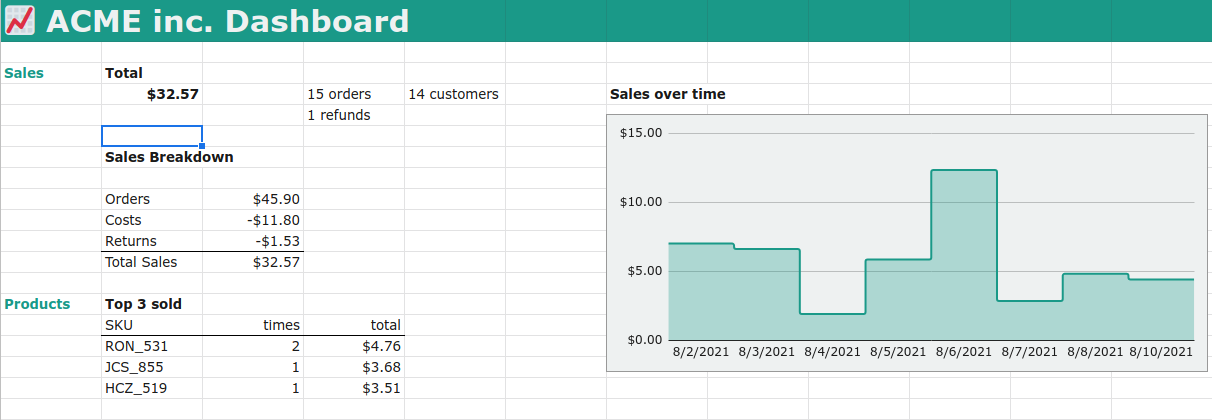 ACME inc. Dashboard
Sales Total
$32.57 15 orders 14 customers
1 refunds
Sales Breakdown
Orders $45.90
Costs -$11.80
Returns -$1.53
Total Sales $32.57
Products Top 3 sold
SKU times total
RON_531 2 $4.76
JCS_855 1 $3.68
HCZ_519 1 $3.51
Sales over time
$15.00
$10.00
$5.00
$0.00
8/2/2021 8/3/2021 8/4/2021 8/5/2021 8/6/2021 8/7/2021 8/8/2021 8/10/2021